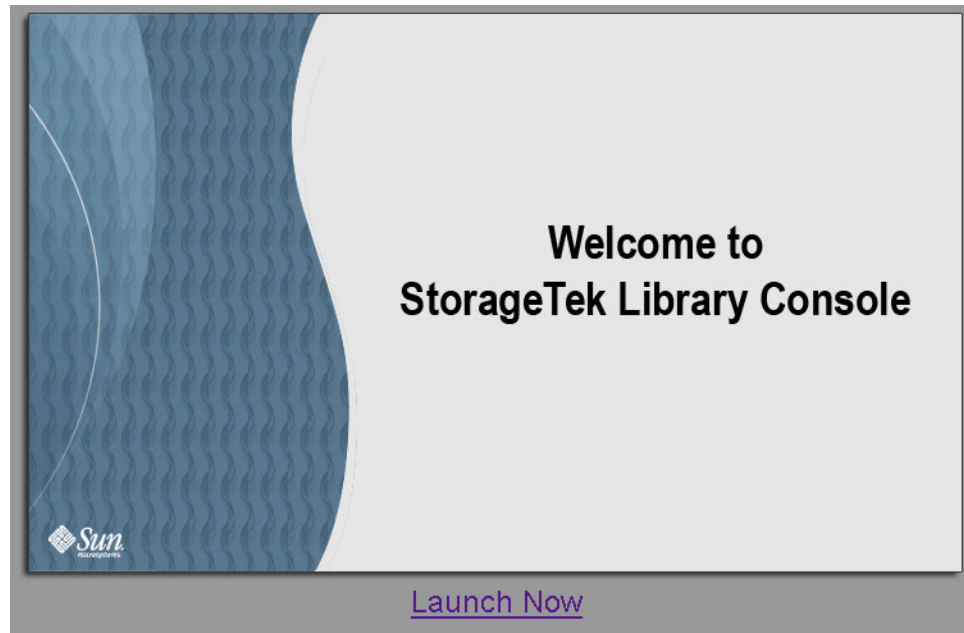 Welcome to
StorageTek Library Console
Sun
microsystems
Launch Now